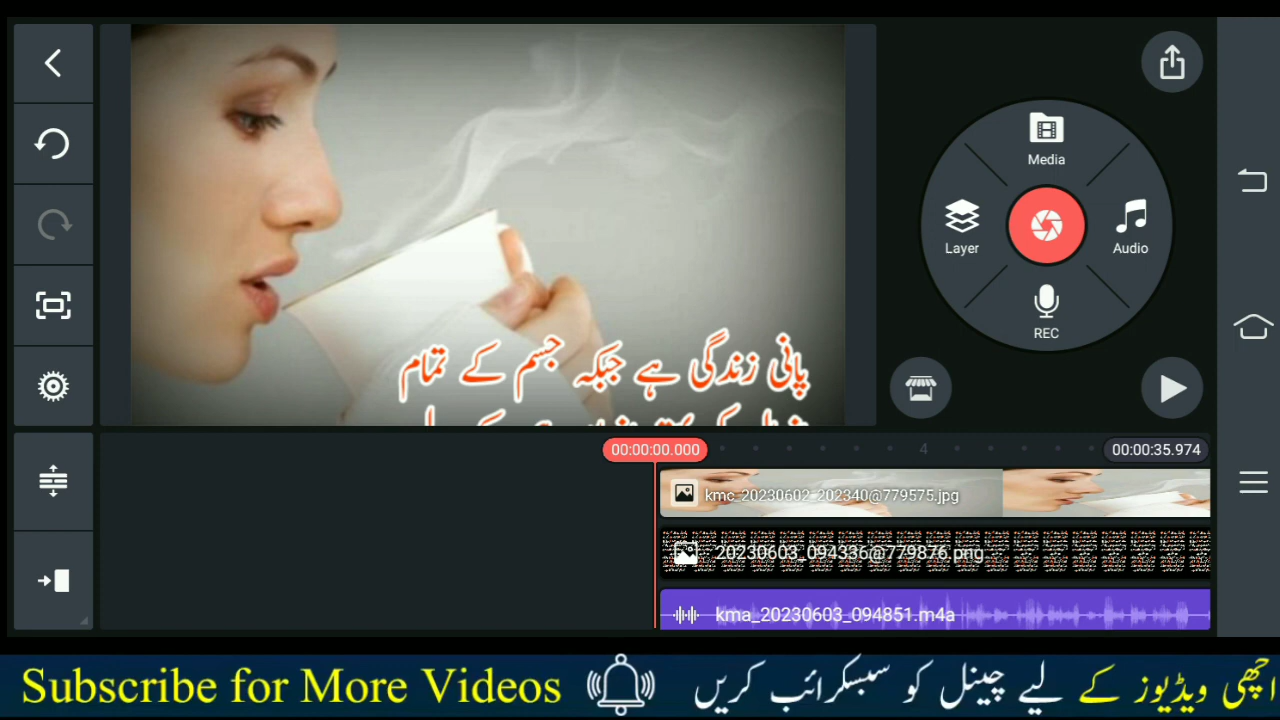 Media
Layer
Audio
REC
پانی زندگی ہے جبکہ جسم کے تمام
00:00:00.000
4
00:00:35.974
kmc_20230602_202340@779575.jpg
20230603_094336@779876.png
kma_20230603_094851.m4a
Subscribe for More Videos
اچھی ویڈیوز کے لیے چینل کو سبسکرائب کریں